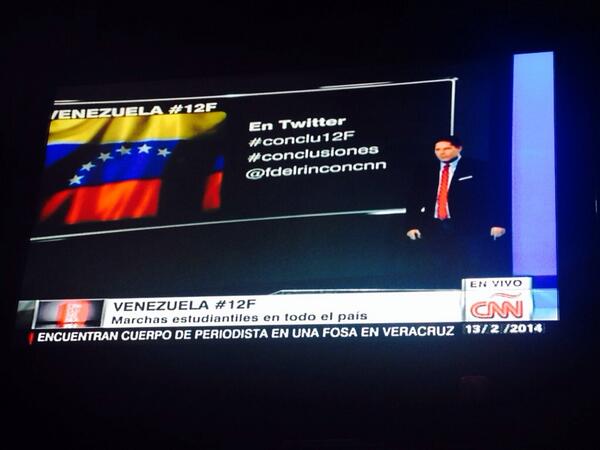 VENEZUELA #12F
En Twitter
#conclu12F
#conclusiones
@fdelrinconcnn
VENEZUELA #12F
Marchas estudiantiles en todo el país
EN VIVO
CNN
ENCUENTRAN CUERPO DE PERIODISTA EN UNA FOSA EN VERACRUZ
13/2/2014